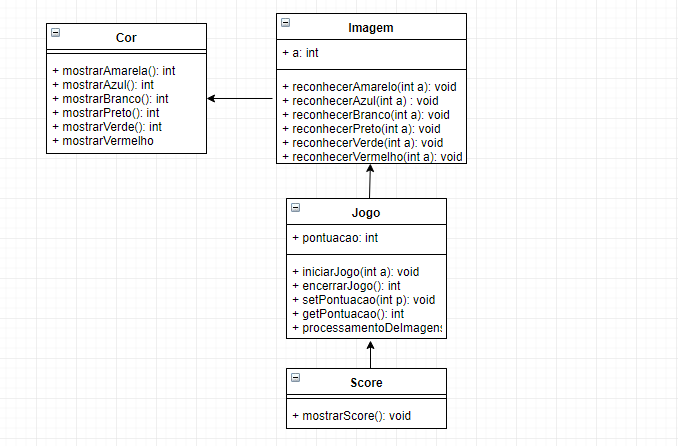 Cor
+ mostrarAmarela(): int
+ mostrarAzul(): int
+ mostrarBranco(): int
+ mostrarPreto(): int
+ mostrarVerde(): int
+ mostrarVermelho
Imagem
+ a: int
+ reconhecerAmarelo(int a): void
+ reconhecerAzul(int a) : void
+ reconhecerBranco(int a): void
+ reconhecerPreto(int a): void
+ reconhecerVerde(int a): void
+ reconhecerVermelho(int a): void
Jogo
+ pontuacao: int
+ iniciarJogo(int a): void
+ encerrarJogo(): int
+ setPontuacao(int p): void
+ getPontuacao(): int
+ processamentoDeImagens
Score
+ mostrarScore(): void